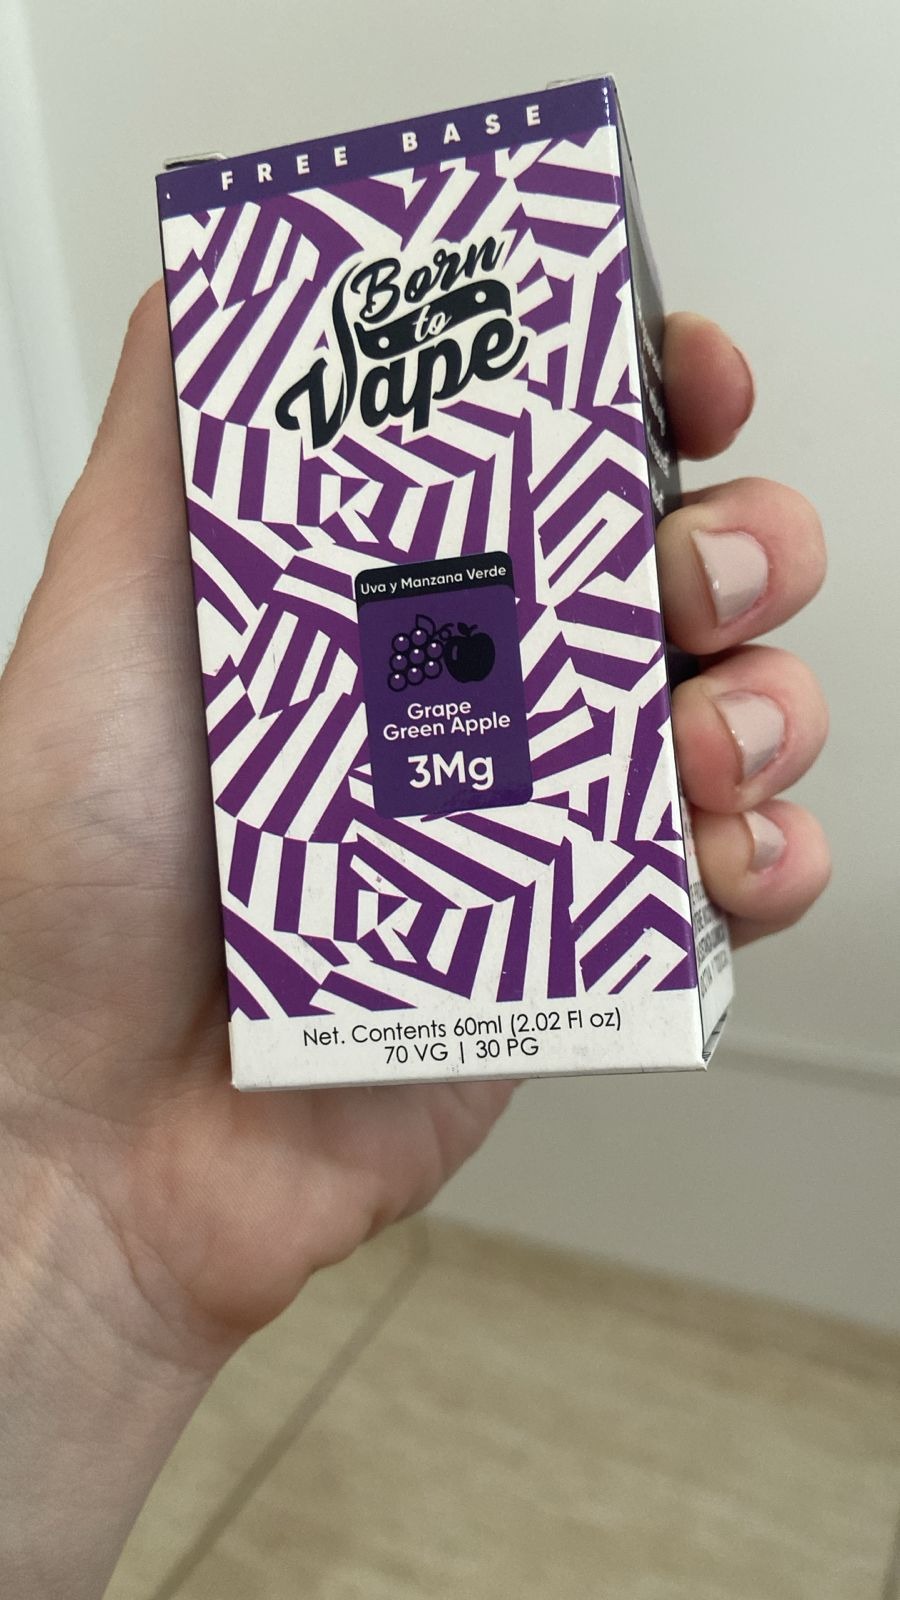 FREE BASE
Born
to
Vape
Uva y Manzana Verde
Grape
Green Apple
3Mg
Net. Contents 60ml (2.02 Fl oz)
70 VG | 30 PG